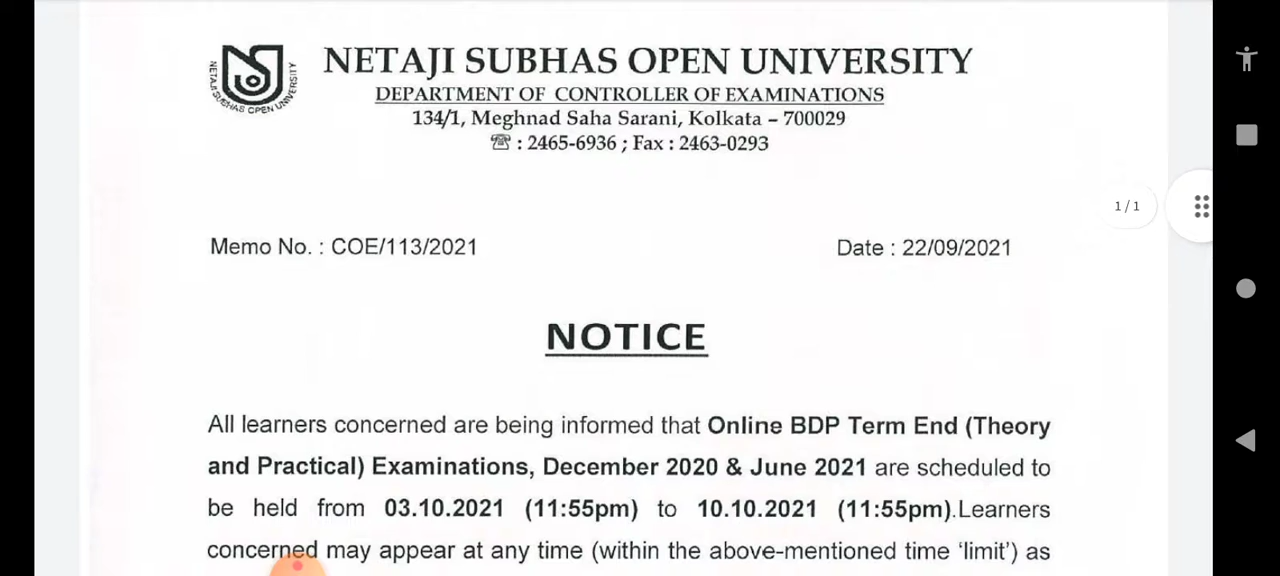 NETAJI SUBHAS OPEN UNIVERSITY
NETAJI SUBHAS OPEN UNIVERSITY
DEPARTMENT OF CONTROLLER OF EXAMINATIONS
134/1, Meghnad Saha Sarani, Kolkata – 700029
☎ : 2465-6936 ; Fax : 2463-0293
1 / 1
Memo No. : COE/113/2021 Date : 22/09/2021
NOTICE
All learners concerned are being informed that Online BDP Term End (Theory
and Practical) Examinations, December 2020 & June 2021 are scheduled to
be held from 03.10.2021 (11:55pm) to 10.10.2021 (11:55pm).Learners
concerned may appear at any time (within the above-mentioned time ‘limit’) as